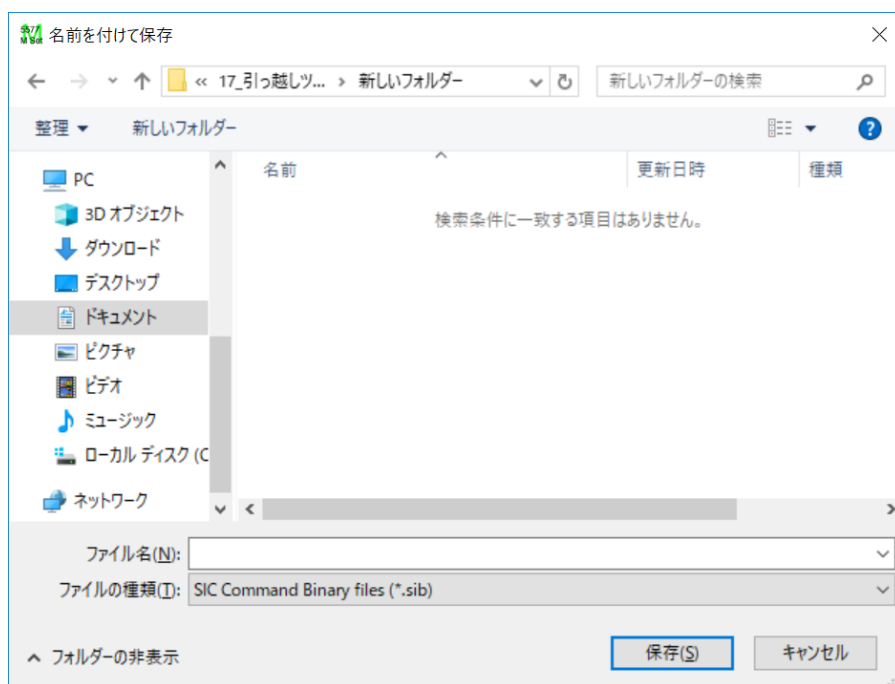 名前を付けて保存
« 17_引っ越しツ... › 新しいフォルダー
新しいフォルダーの検索
整理
新しいフォルダー
PC
3D オブジェクト
ダウンロード
デスクトップ
ドキュメント
ピクチャ
ビデオ
ミュージック
ローカル ディスク (C
ネットワーク
名前
更新日時
種類
検索条件に一致する項目はありません。
ファイル名(N):
ファイルの種類(T): SIC Command Binary files (*.sib)
フォルダーの非表示
保存(S)
キャンセル